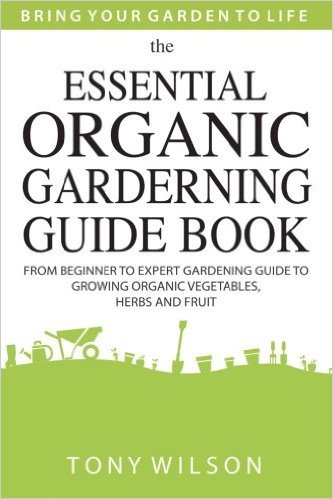 BRING YOUR GARDEN TO LIFE
the
ESSENTIAL
ORGANIC
GARDERNING
GUIDE BOOK
FROM BEGINNER TO EXPERT GARDENING GUIDE TO
GROWING ORGANIC VEGETABLES,
HERBS AND FRUIT
TONY WILSON